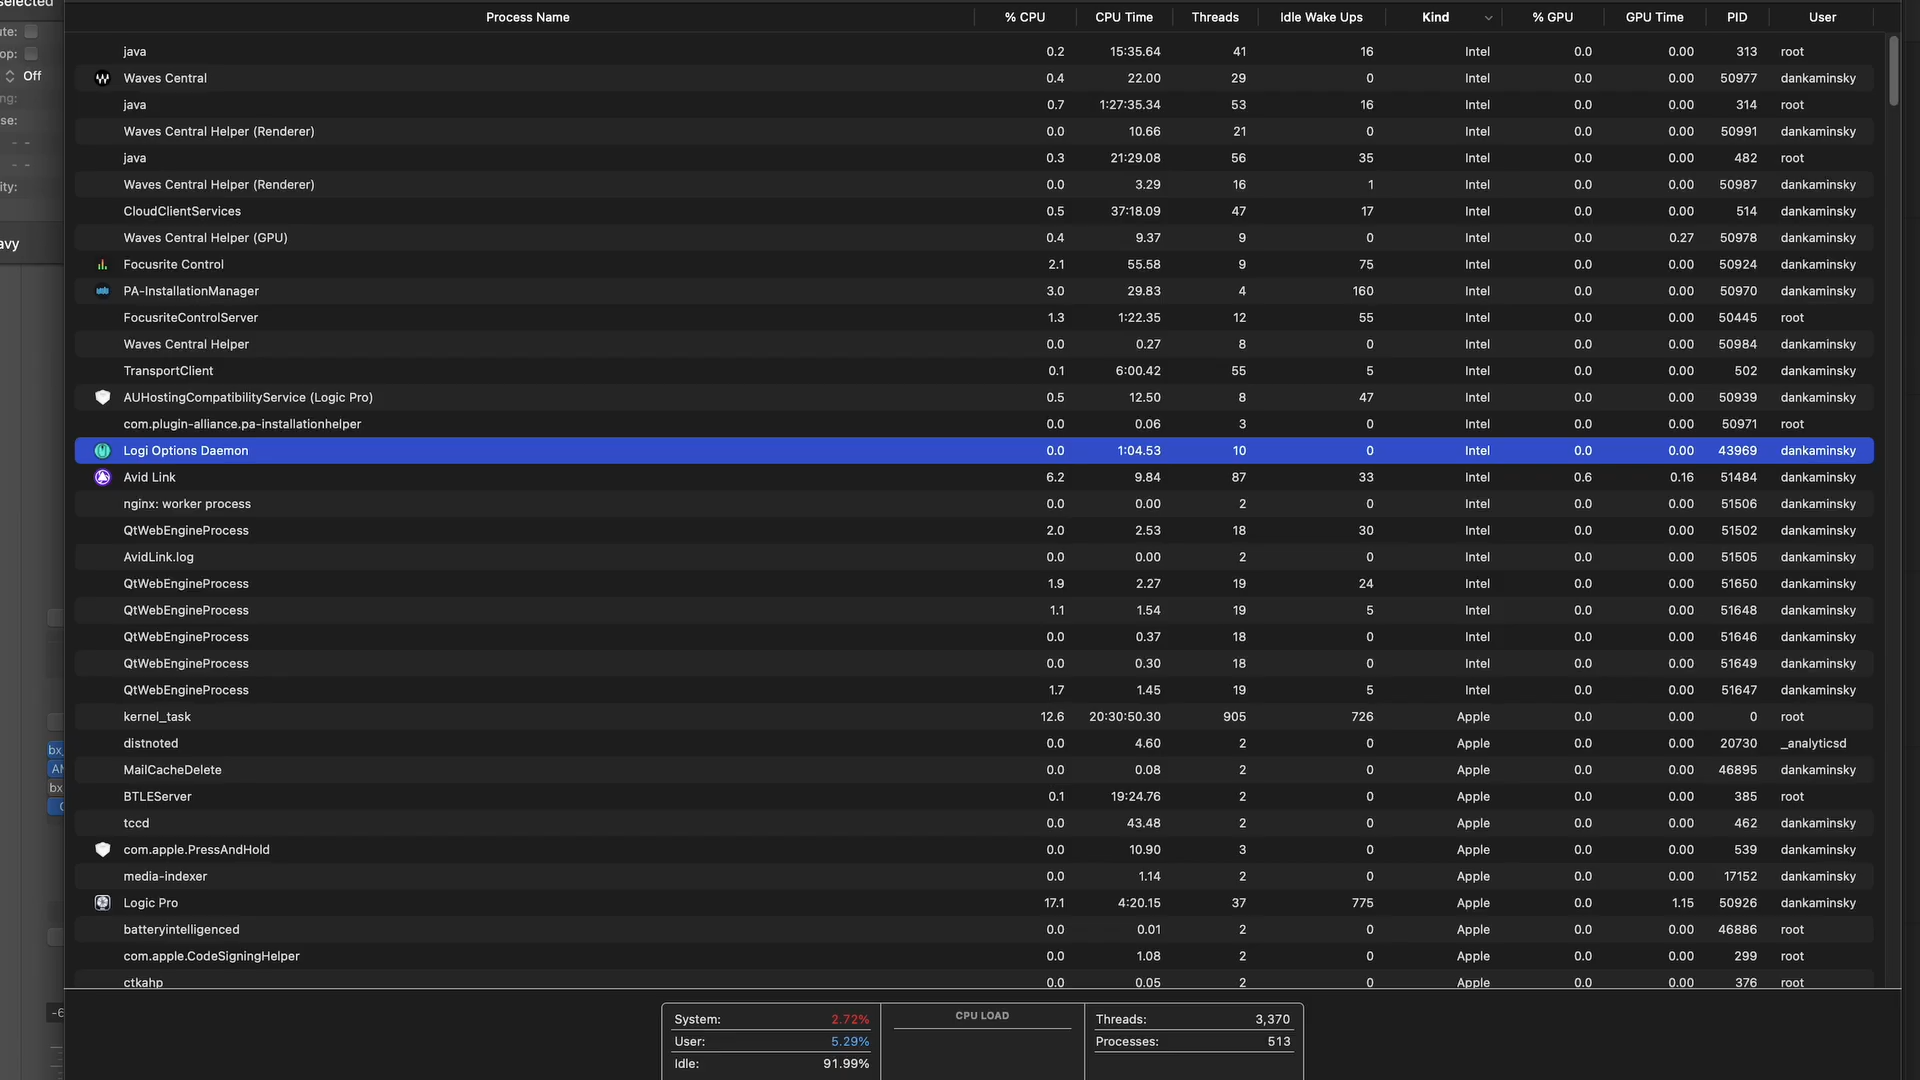 selected
ute:
op:
Off
ng:
se:
- -
- -
ity:
avy
bx_
AM
bx
-6
Process Name % CPU CPU Time Threads Idle Wake Ups Kind % GPU GPU Time PID User
java 0.2 15:35.64 41 16 Intel 0.0 0.00 313 root
Waves Central 0.4 22.00 29 0 Intel 0.0 0.00 50977 dankaminsky
java 0.7 1:27:35.34 53 16 Intel 0.0 0.00 314 root
Waves Central Helper (Renderer) 0.0 10.66 21 0 Intel 0.0 0.00 50991 dankaminsky
java 0.3 21:29.08 56 35 Intel 0.0 0.00 482 root
Waves Central Helper (Renderer) 0.0 3.29 16 1 Intel 0.0 0.00 50987 dankaminsky
CloudClientServices 0.5 37:18.09 47 17 Intel 0.0 0.00 514 root
Waves Central Helper (GPU) 0.4 9.37 9 0 Intel 0.0 0.27 50978 dankaminsky
Focusrite Control 2.1 55.58 9 75 Intel 0.0 0.00 50924 dankaminsky
PA-InstallationManager 3.0 29.83 4 160 Intel 0.0 0.00 50970 dankaminsky
FocusriteControlServer 1.3 1:22.35 12 55 Intel 0.0 0.00 50445 root
Waves Central Helper 0.0 0.27 8 0 Intel 0.0 0.00 50984 dankaminsky
TransportClient 0.1 6:00.42 55 5 Intel 0.0 0.00 502 dankaminsky
AUHostingCompatibilityService (Logic Pro) 0.5 12.50 8 47 Intel 0.0 0.00 50939 dankaminsky
com.plugin-alliance.pa-installationhelper 0.0 0.06 3 0 Intel 0.0 0.00 50971 root
Logi Options Daemon 0.0 1:04.53 10 0 Intel 0.0 0.00 43969 dankaminsky
Avid Link 6.2 9.84 87 33 Intel 0.6 0.16 51484 dankaminsky
nginx: worker process 0.0 0.00 2 0 Intel 0.0 0.00 51506 dankaminsky
QtWebEngineProcess 2.0 2.53 18 30 Intel 0.0 0.00 51502 dankaminsky
AvidLink.log 0.0 0.00 2 0 Intel 0.0 0.00 51505 dankaminsky
QtWebEngineProcess 1.9 2.27 19 24 Intel 0.0 0.00 51650 dankaminsky
QtWebEngineProcess 1.1 1.54 19 5 Intel 0.0 0.00 51648 dankaminsky
QtWebEngineProcess 0.0 0.37 18 0 Intel 0.0 0.00 51646 dankaminsky
QtWebEngineProcess 0.0 0.30 18 0 Intel 0.0 0.00 51649 dankaminsky
QtWebEngineProcess 1.7 1.45 19 5 Intel 0.0 0.00 51647 dankaminsky
kernel_task 12.6 20:30:50.30 905 726 Apple 0.0 0.00 0 root
distnoted 0.0 4.60 2 0 Apple 0.0 0.00 20730 _analyticsd
MailCacheDelete 0.0 0.08 2 0 Apple 0.0 0.00 46895 dankaminsky
BTLEServer 0.1 19:24.76 2 0 Apple 0.0 0.00 385 root
tccd 0.0 43.48 2 0 Apple 0.0 0.00 462 dankaminsky
com.apple.PressAndHold 0.0 10.90 3 0 Apple 0.0 0.00 539 dankaminsky
media-indexer 0.0 1.14 2 0 Apple 0.0 0.00 17152 dankaminsky
Logic Pro 17.1 4:20.15 37 775 Apple 0.0 1.15 50926 dankaminsky
batteryintelligenced 0.0 0.01 2 0 Apple 0.0 0.00 46886 root
com.apple.CodeSigningHelper 0.0 1.08 2 0 Apple 0.0 0.00 299 root
ctkahp 0.0 0.05 2 0 Apple 0.0 0.00 376 root
System: 2.72%
User: 5.29%
Idle: 91.99%
CPU LOAD
Threads: 3,370
Processes: 513